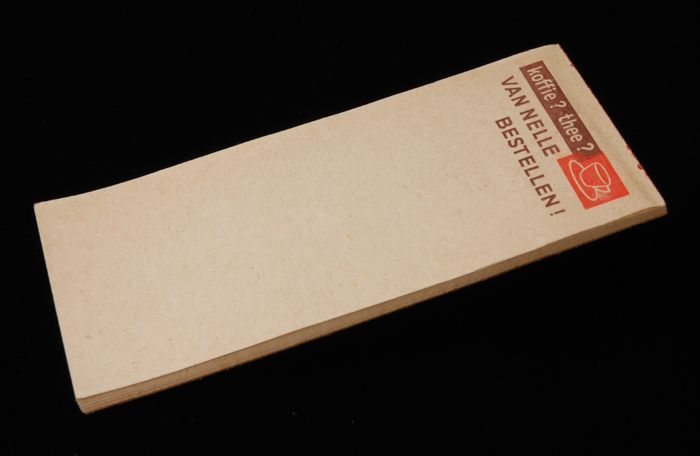 koffie? thee?
VAN NELLE
BESTELLEN!